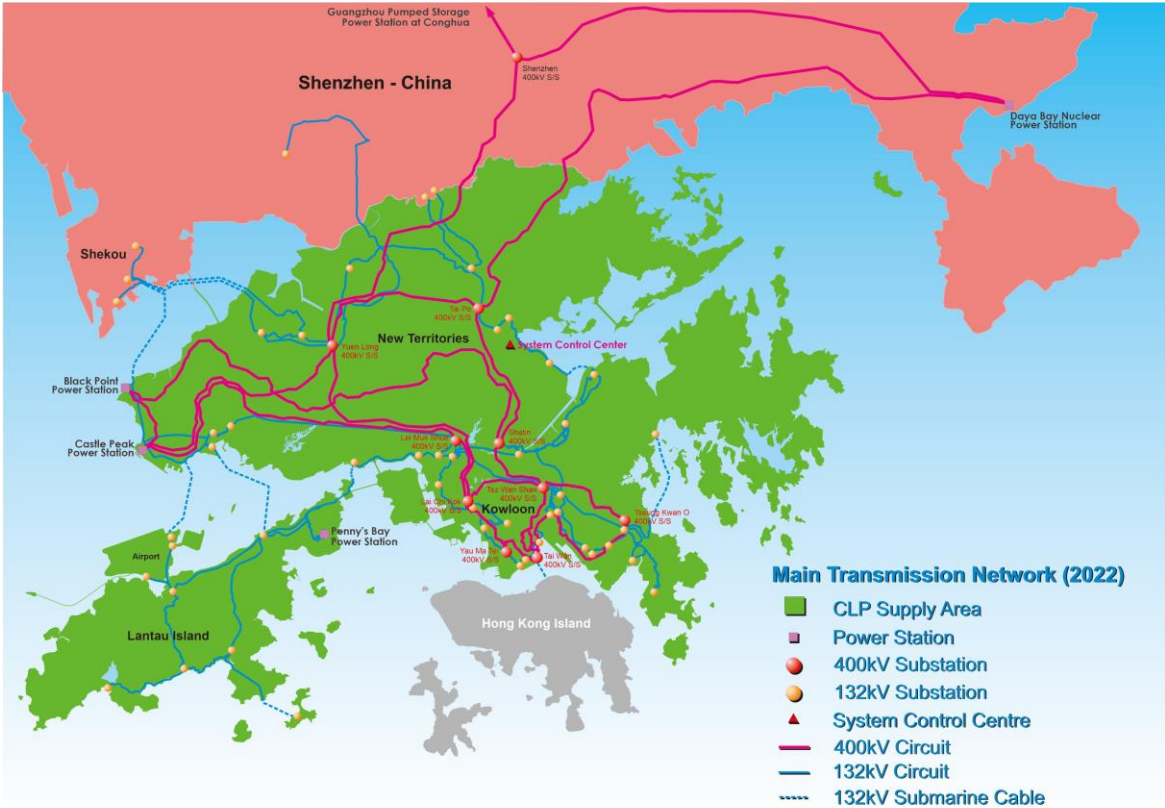 Guangzhou Pumped Storage
Power Station at Conghua
Shenzhen
400kV S/S
Shenzhen - China
Daya Bay Nuclear
Power Station
Shekou
Tai Po
400kV S/S
Yuen Long
400kV S/S
New Territories
System Control Center
Black Point
Power Station
Castle Peak
Power Station
Lei Muk Shue
400kV S/S
Shatin
400kV S/S
Tsz Wan Shan
400kV S/S
Lai Chi Kok
400kV S/S
Kowloon
Tseung Kwan O
400kV S/S
Penny's Bay
Power Station
Airport
Yau Ma Tei
400kV S/S
Tai Wan
400kV S/S
Lantau Island
Hong Kong Island
Main Transmission Network (2022)
CLP Supply Area
Power Station
400kV Substation
132kV Substation
System Control Centre
400kV Circuit
132kV Circuit
132kV Submarine Cable